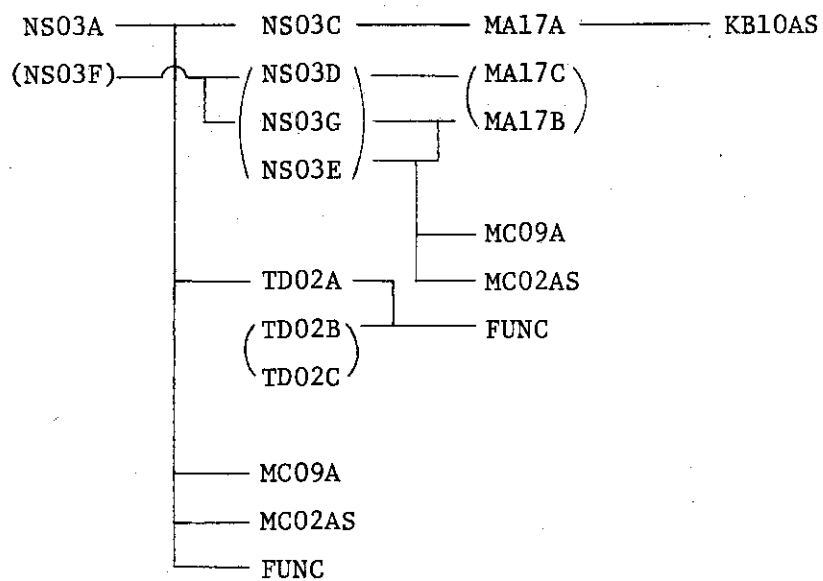 NS03A NS03C MA17A KB10AS
(NS03F) (NS03D (MA17C
NS03G MA17B)
NS03E)
MC09A
TD02A MC02AS
(TD02B FUNC
TD02C)
MC09A
MC02AS
FUNC